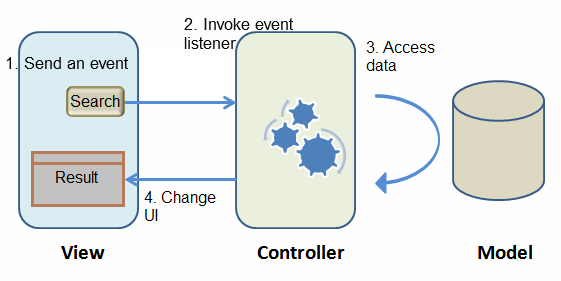 2. Invoke event
listener
3. Access
data
1. Send an event
Search
Result
4. Change
UI
View
Controller
Model